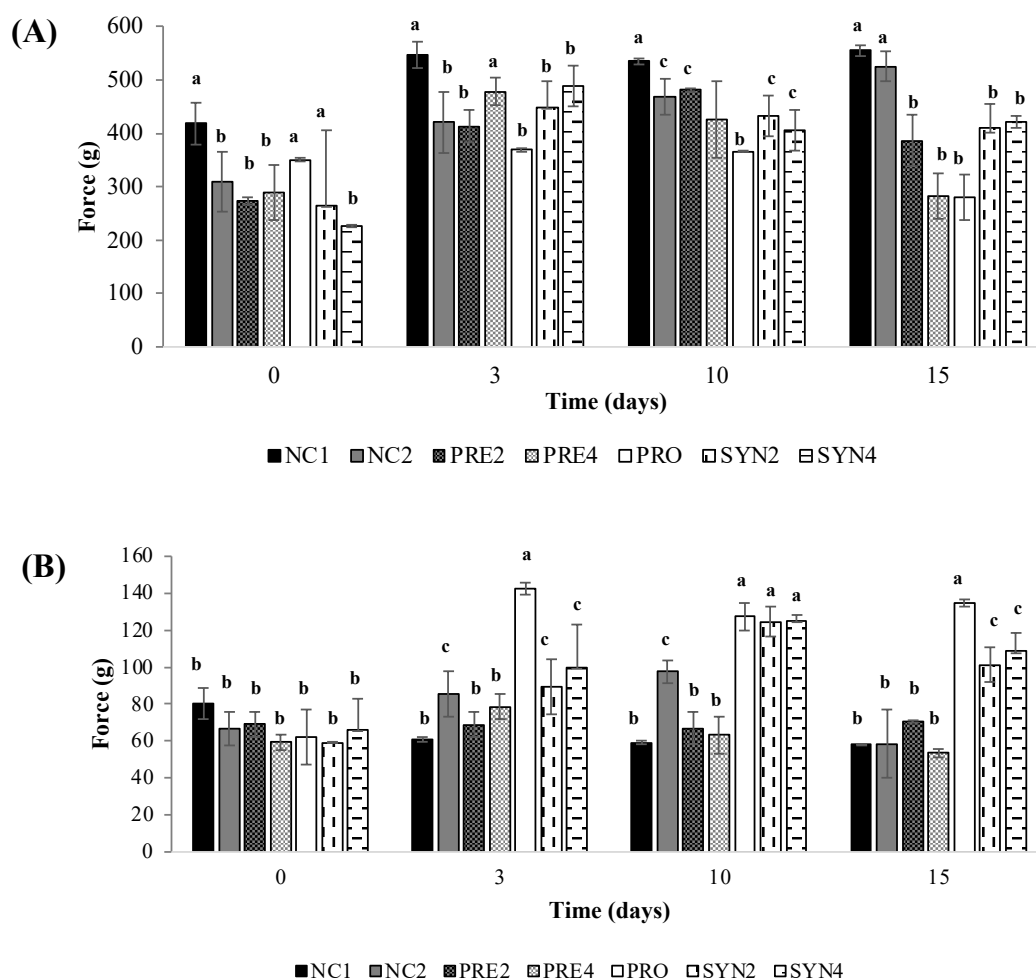 (A)
Force (g)
600
500
400
300
200
100
0
a b b b a a b
a b b a b b b
a c c b c c
a a b b b b b
0 3 10 15
Time (days)
NC1 NC2 PRE2 PRE4 PRO SYN2 SYN4
(B)
Force (g)
160
140
120
100
80
60
40
20
0
b b b b b b b
b c b b a c c
b c b b a a a
b b b b a c c
0 3 10 15
Time (days)
NC1 NC2 PRE2 PRE4 PRO SYN2 SYN4